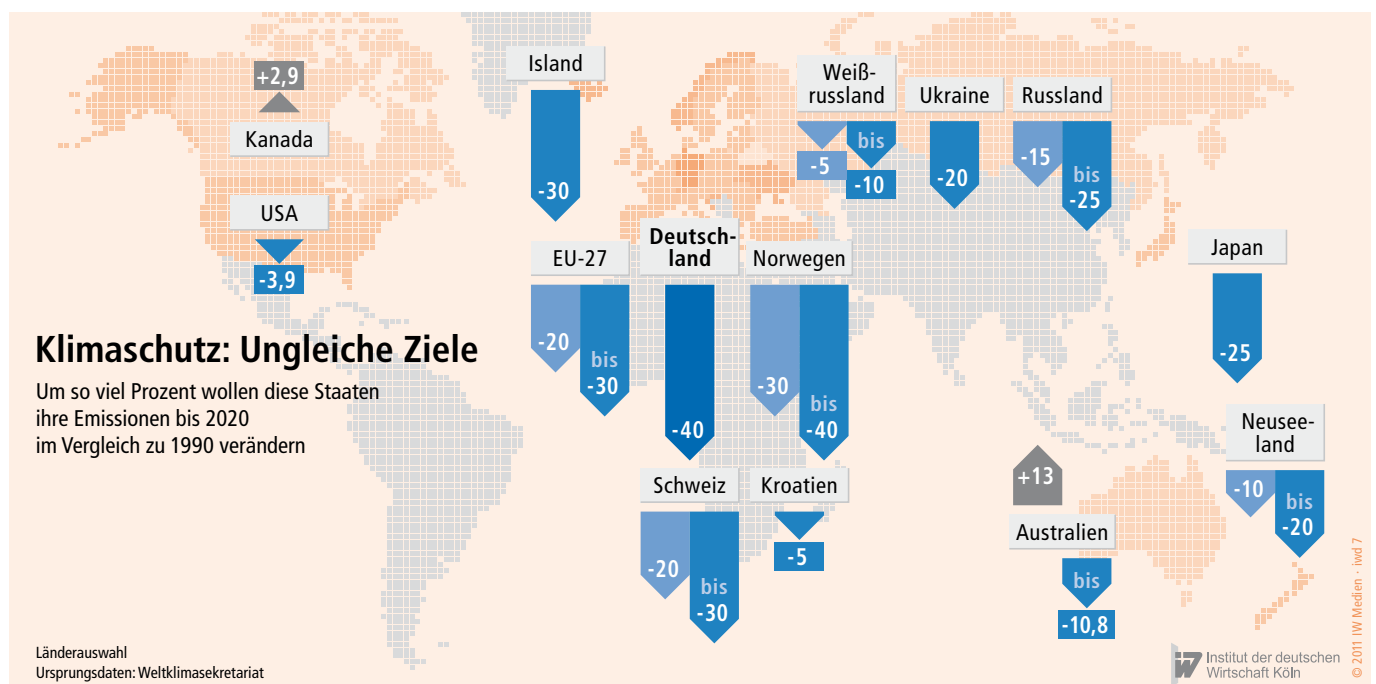 +2,9
Kanada
USA
-3,9
Island
-30
Weiß-
russland
-5
bis
-10
Ukraine
-20
Russland
-15
bis
-25
EU-27
-20
bis
-30
Deutsch-
land
-40
Norwegen
-30
bis
-40
Japan
-25
Klimaschutz: Ungleiche Ziele
Um so viel Prozent wollen diese Staaten
ihre Emissionen bis 2020
im Vergleich zu 1990 verändern
Schweiz
-20
bis
-30
Kroatien
-5
+13
Australien
bis
-10,8
Neusee-
land
-10
bis
-20
Länderauswahl
Ursprungsdaten: Weltklimasekretariat
Institut der deutschen
Wirtschaft Köln
© 2011 IW Medien · iwd 7